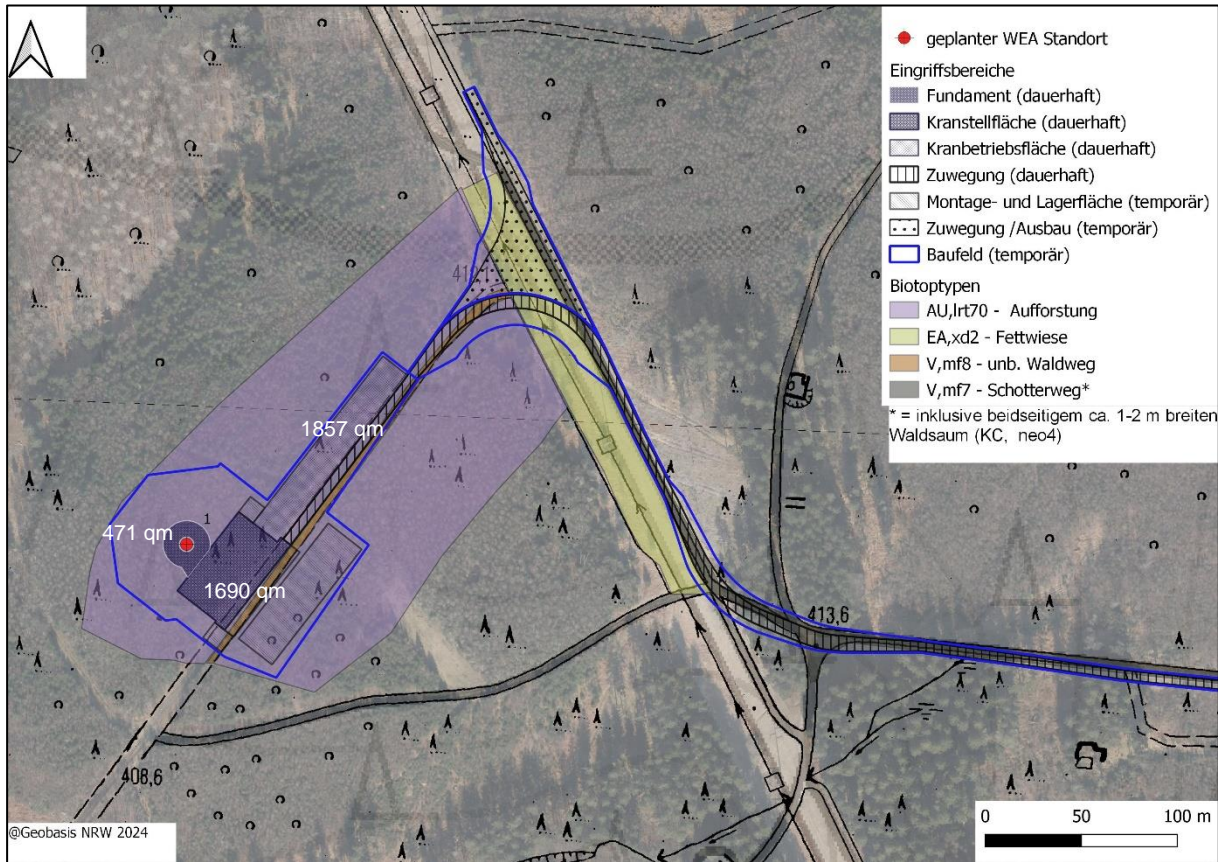 geplanter WEA Standort
Eingriffsbereiche
Fundament (dauerhaft)
Kranstellfläche (dauerhaft)
Kranbetriebsfläche (dauerhaft)
Zuwegung (dauerhaft)
Montage- und Lagerfläche (temporär)
Zuwegung /Ausbau (temporär)
Baufeld (temporär)
Biotoptypen
AU,lrt70 - Aufforstung
EA,xd2 - Fettwiese
V,mf8 - unb. Waldweg
V,mf7 - Schotterweg*
* = inklusive beidseitigem ca. 1-2 m breiten
Waldsaum (KC, neo4)
1857 qm
1
471 qm
1690 qm
413,6
408,6
0 50 100 m
@Geobasis NRW 2024